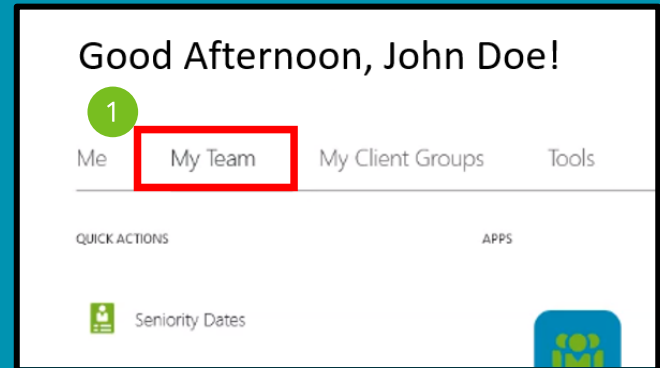 Good Afternoon, John Doe!
1
Me My Team My Client Groups Tools
QUICK ACTIONS APPS
Seniority Dates